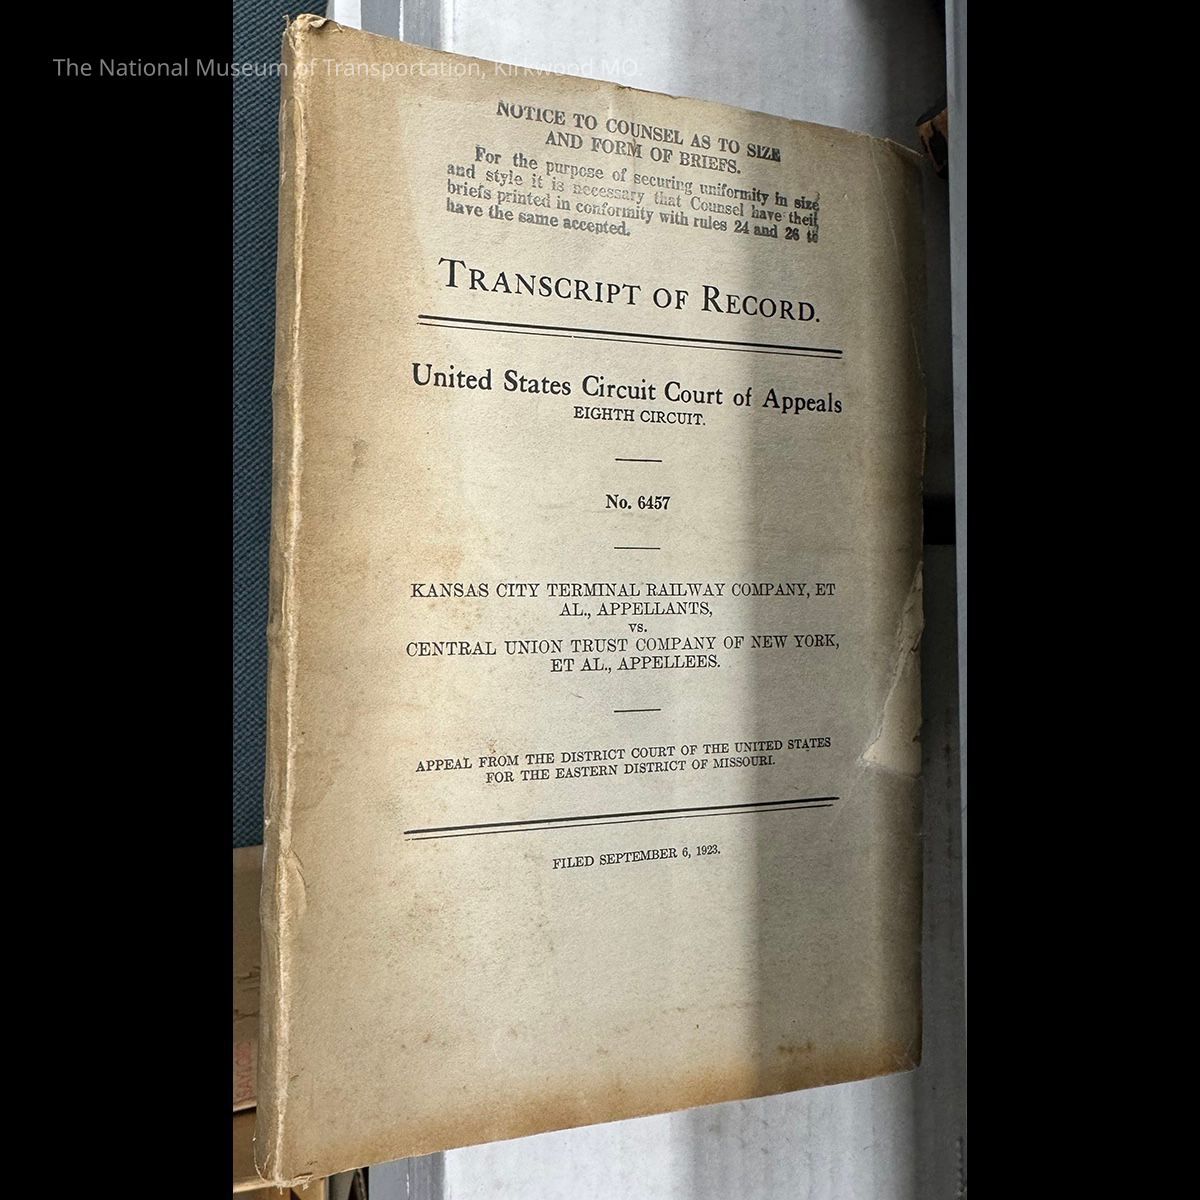 The National Museum of Transportation, Kirkwood MO.
NOTICE TO COUNSEL AS TO SIZE
AND FORM OF BRIEFS.
For the purpose of securing uniformity in size
and style it is necessary that Counsel have their
briefs printed in conformity with rules 24 and 26 to
have the same accepted.
TRANSCRIPT OF RECORD.
United States Circuit Court of Appeals
EIGHTH CIRCUIT.
No. 6457
KANSAS CITY TERMINAL RAILWAY COMPANY, ET
AL., APPELLANTS,
vs.
CENTRAL UNION TRUST COMPANY OF NEW YORK,
ET AL., APPELLEES.
APPEAL FROM THE DISTRICT COURT OF THE UNITED STATES
FOR THE EASTERN DISTRICT OF MISSOURI.
FILED SEPTEMBER 6, 1923.